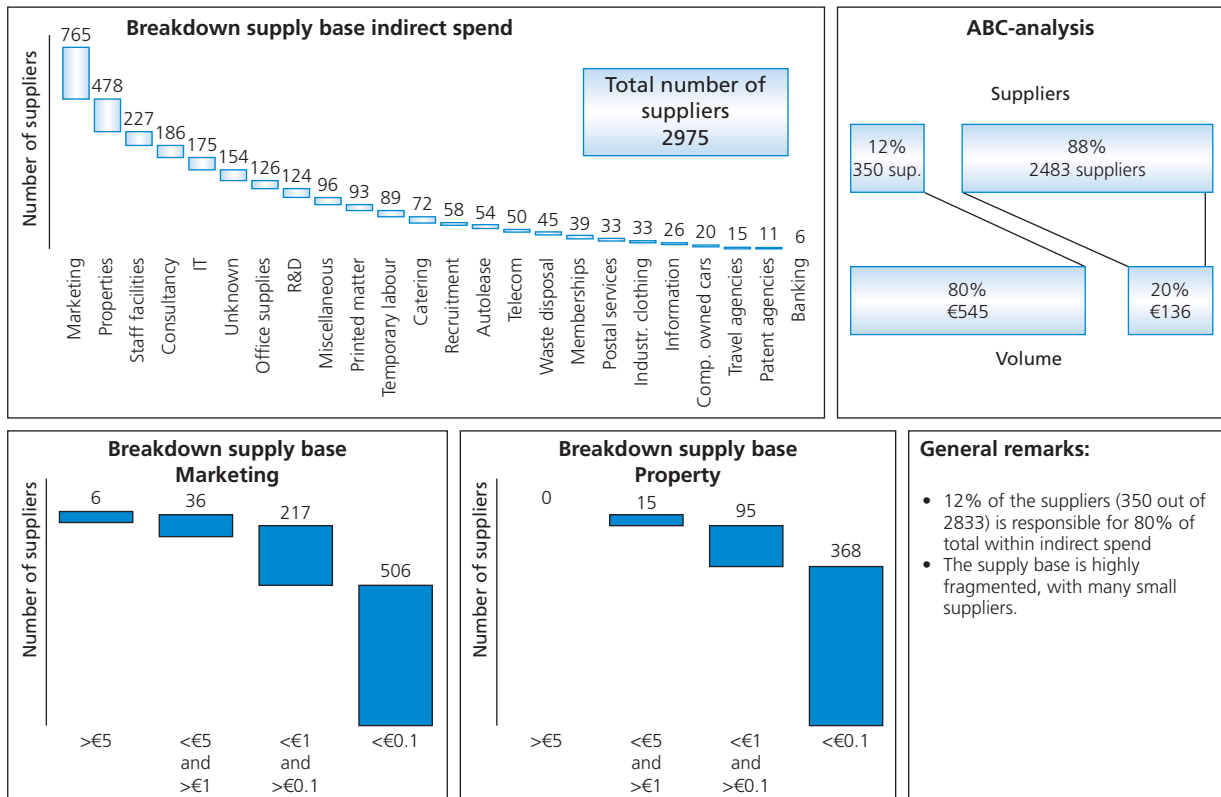 Breakdown supply base indirect spend
Number of suppliers
765
478
227
186
175
154
126
124
96
93
89
72
58
54
50
45
39
33
33
26
20
15
11
6
Total number of
suppliers
2975
Marketing
Properties
Staff facilities
Consultancy
IT
Unknown
Office supplies
R&D
Miscellaneous
Printed matter
Temporary labour
Catering
Recruitment
Autolease
Telecom
Waste disposal
Memberships
Postal services
Industr. clothing
Information
Comp. owned cars
Travel agencies
Patent agencies
Banking
ABC-analysis
Suppliers
12%
350 sup.
88%
2483 suppliers
80%
€545
20%
€136
Volume
Breakdown supply base
Marketing
Number of suppliers
6
36
217
506
>€5
<€5
and
>€1
<€1
and
>€0.1
<€0.1
Breakdown supply base
Property
Number of suppliers
0
15
95
368
>€5
<€5
and
>€1
<€1
and
>€0.1
<€0.1
General remarks:
• 12% of the suppliers (350 out of
2833) is responsible for 80% of
total within indirect spend
• The supply base is highly
fragmented, with many small
suppliers.